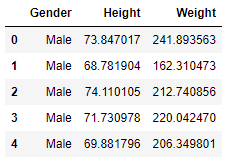 Gender Height Weight
0 Male 73.847017 241.893563
1 Male 68.781904 162.310473
2 Male 74.110105 212.740856
3 Male 71.730978 220.042470
4 Male 69.881796 206.349801